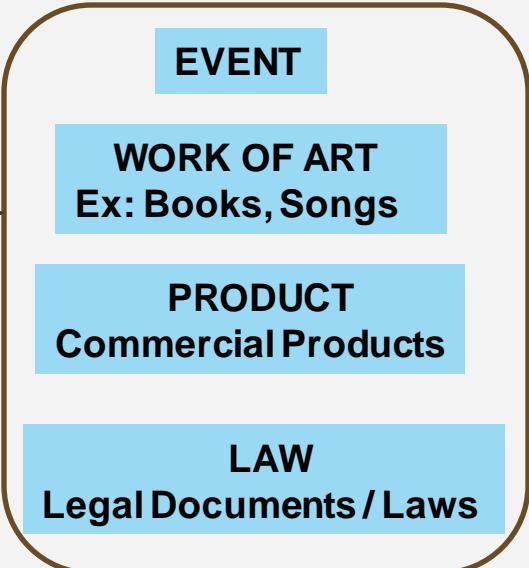 EVENT
WORK OF ART
Ex: Books, Songs
PRODUCT
Commercial Products
LAW
Legal Documents / Laws